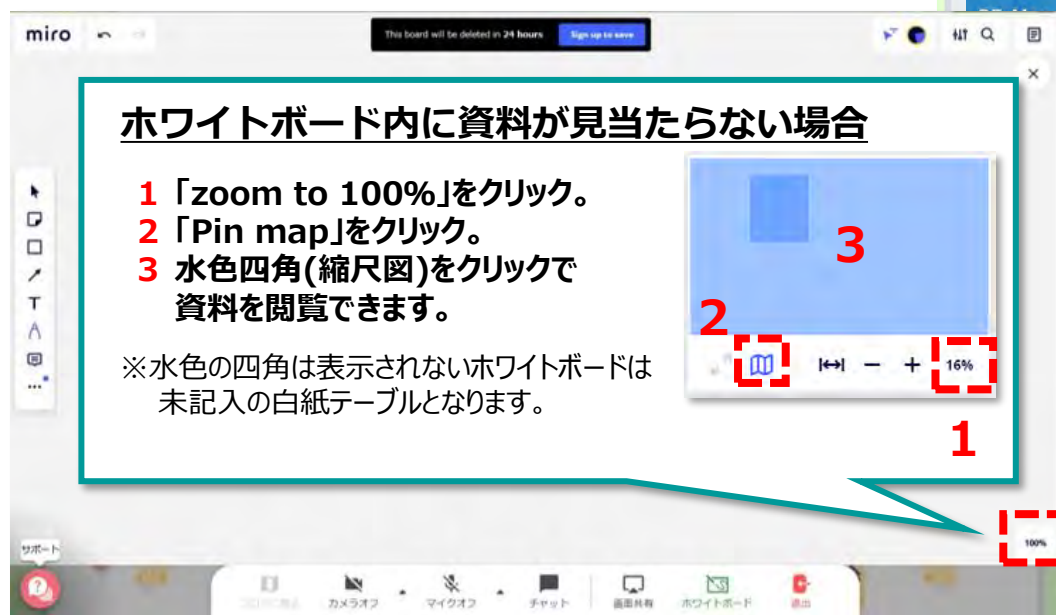 miro
This board will be deleted in 24 hours
Sign up to save
ホワイトボード内に資料が見当たらない場合
1 「zoom to 100%」をクリック。
2 「Pin map」をクリック。
3 水色四角(縮尺図)をクリックで
資料を閲覧できます。
※水色の四角は表示されないホワイトボードは
未記入の白紙テーブルとなります。
3
2
16%
1
T
100%
サポート
カメラオフ
マイクオフ
チャット
画面共有
ホワイトボード
退出